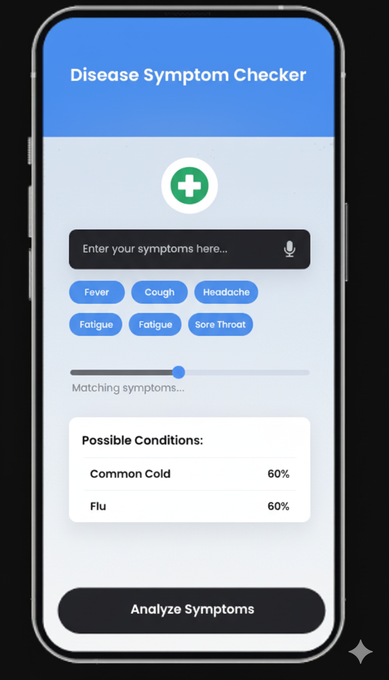 Disease Symptom Checker
Enter your symptoms here...
Fever Cough Headache
Fatigue Fatigue Sore Throat
Matching symptoms...
Possible Conditions:
Common Cold 60%
Flu 60%
Analyze Symptoms